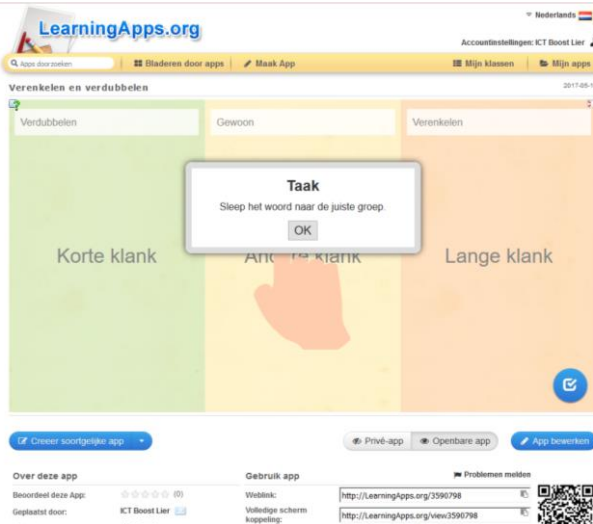 Nederlands
LearningApps.org
Accountinstellingen: ICT Boost Lier
Apps doorzoeken
Bladeren door apps
Maak App
Mijn klassen
Mijn apps
Verenkelen en verdubbelen
Verdubbelen
Gewoon
Verenkelen
Taak
Sleep het woord naar de juiste groep.
OK
Korte klank
Andere klank
Lange klank
Creëer soortgelijke app
Privé-app
Openbare app
App bewerken
Over deze app
Gebruik app
Problemen melden
Beoordeel deze App:
(0)
Weblink:
http://LearningApps.org/3590798
Geplaatst door:
ICT Boost Lier
Volledige scherm
koppeling:
http://LearningApps.org/view3590798